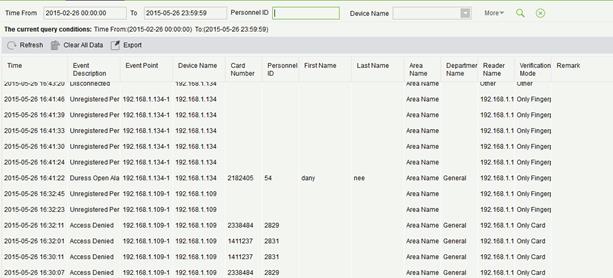 Time From 2015-02-26 00:00:00 To 2015-05-26 23:59:59 Personnel ID Device Name More
The current query conditions: Time From:(2015-02-26 00:00:00) To:(2015-05-26 23:59:59)
Refresh Clear All Data Export
Time Event Description Event Point Device Name Card Number Personnel ID First Name Last Name Area Name Departmer Name Reader Name Verification Mode Remark
2015-05-26 16:43:20 Disconnected 192.168.1.134 Area Name Other Other
2015-05-26 16:41:46 Unregistered Per 192.168.1.134-1 192.168.1.134 Area Name 192.168.1.1 Only Fingerp
2015-05-26 16:41:39 Unregistered Per 192.168.1.134-1 192.168.1.134 Area Name 192.168.1.1 Only Fingerp
2015-05-26 16:41:33 Unregistered Per 192.168.1.134-1 192.168.1.134 Area Name 192.168.1.1 Only Fingerp
2015-05-26 16:41:30 Unregistered Per 192.168.1.134-1 192.168.1.134 Area Name 192.168.1.1 Only Fingerp
2015-05-26 16:41:24 Unregistered Per 192.168.1.134-1 192.168.1.134 Area Name 192.168.1.1 Only Fingerp
2015-05-26 16:41:22 Duress Open Ala 192.168.1.134-1 192.168.1.134 2182405 54 dany nee Area Name General 192.168.1.1 Only Fingerp
2015-05-26 16:32:45 Unregistered Per 192.168.1.109-1 192.168.1.109 Area Name 192.168.1.1 Only Fingerp
2015-05-26 16:32:23 Unregistered Per 192.168.1.109-1 192.168.1.109 Area Name 192.168.1.1 Only Fingerp
2015-05-26 16:32:11 Access Denied 192.168.1.109-1 192.168.1.109 2338484 2829 Area Name General 192.168.1.1 Only Card
2015-05-26 16:32:01 Access Denied 192.168.1.109-1 192.168.1.109 1411237 2831 Area Name General 192.168.1.1 Only Card
2015-05-26 16:30:11 Access Denied 192.168.1.109-1 192.168.1.109 1411237 2831 Area Name General 192.168.1.1 Only Card
2015-05-26 16:30:07 Access Denied 192.168.1.109-1 192.168.1.109 2338484 2829 Area Name General 192.168.1.1 Only Card